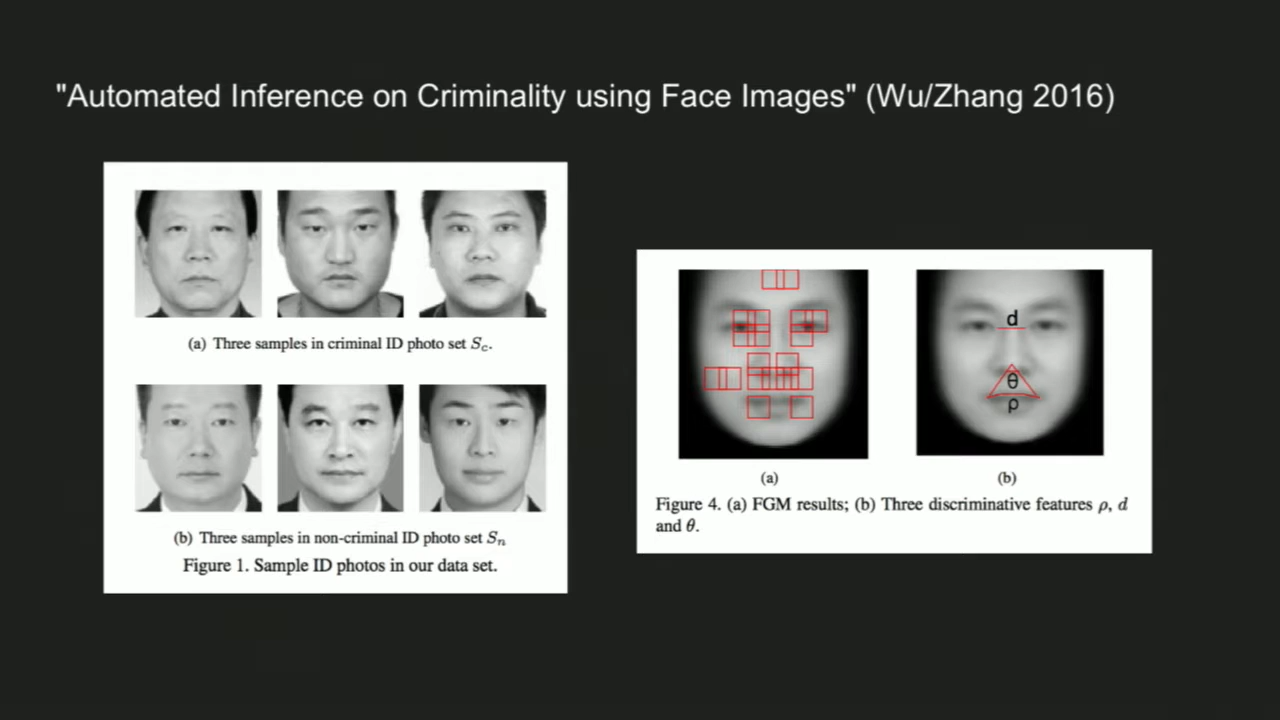 "Automated Inference on Criminality using Face Images" (Wu/Zhang 2016)
(a) Three samples in criminal ID photo set Sc.
(b) Three samples in non-criminal ID photo set Sn
Figure 1. Sample ID photos in our data set.
d
θ
ρ
(a) (b)
Figure 4. (a) FGM results; (b) Three discriminative features ρ, d
and θ.